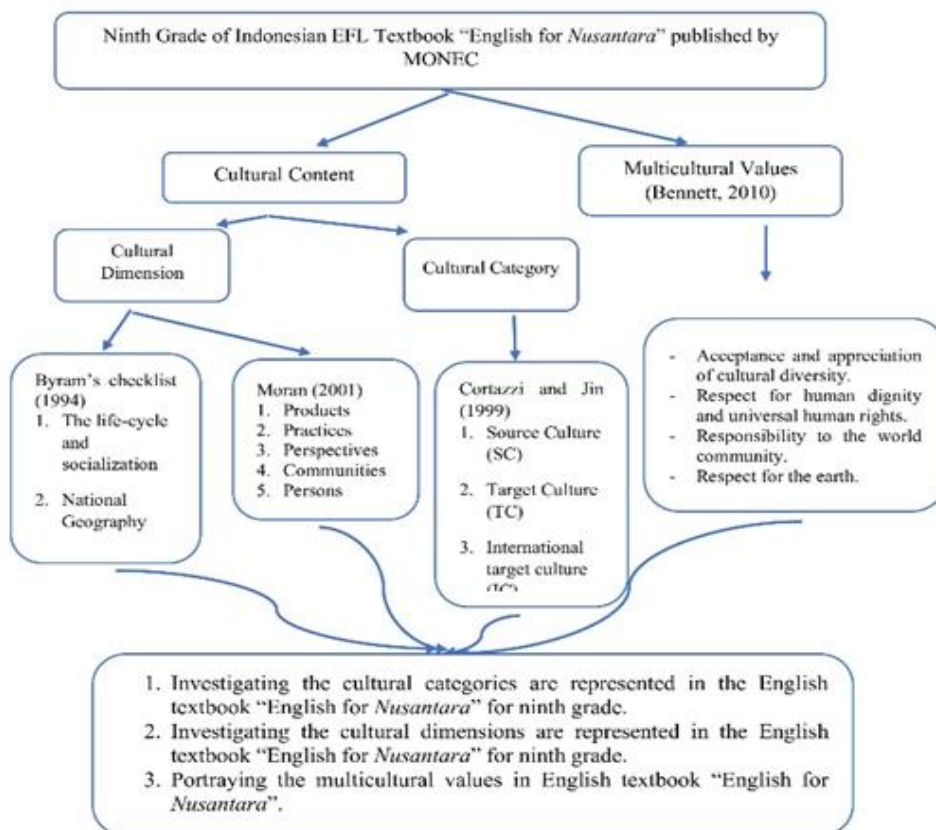 Ninth Grade of Indonesian EFL Textbook “English for Nusantara” published by
MONEC
Cultural Content
Multicultural Values
(Bennett, 2010)
Cultural
Dimension
Cultural Category
Byram’s checklist
(1994)
1. The life-cycle
and
socialization
2. National
Geography
Moran (2001)
1. Products
2. Practices
3. Perspectives
4. Communities
5. Persons
Cortazzi and Jin
(1999)
1. Source Culture
(SC)
2. Target Culture
(TC)
3. International
target culture
(IC)
- Acceptance and appreciation
of cultural diversity.
- Respect for human dignity
and universal human rights.
- Responsibility to the world
community.
- Respect for the earth.
1. Investigating the cultural categories are represented in the English
textbook “English for Nusantara” for ninth grade.
2. Investigating the cultural dimensions are represented in the English
textbook “English for Nusantara” for ninth grade.
3. Portraying the multicultural values in English textbook “English for
Nusantara”.